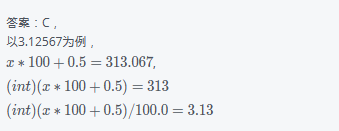 答案：C，
以3.12567为例，
x * 100 + 0.5 = 313.067,
(int)(x * 100 + 0.5) = 313
(int)(x * 100 + 0.5)/100.0 = 3.13